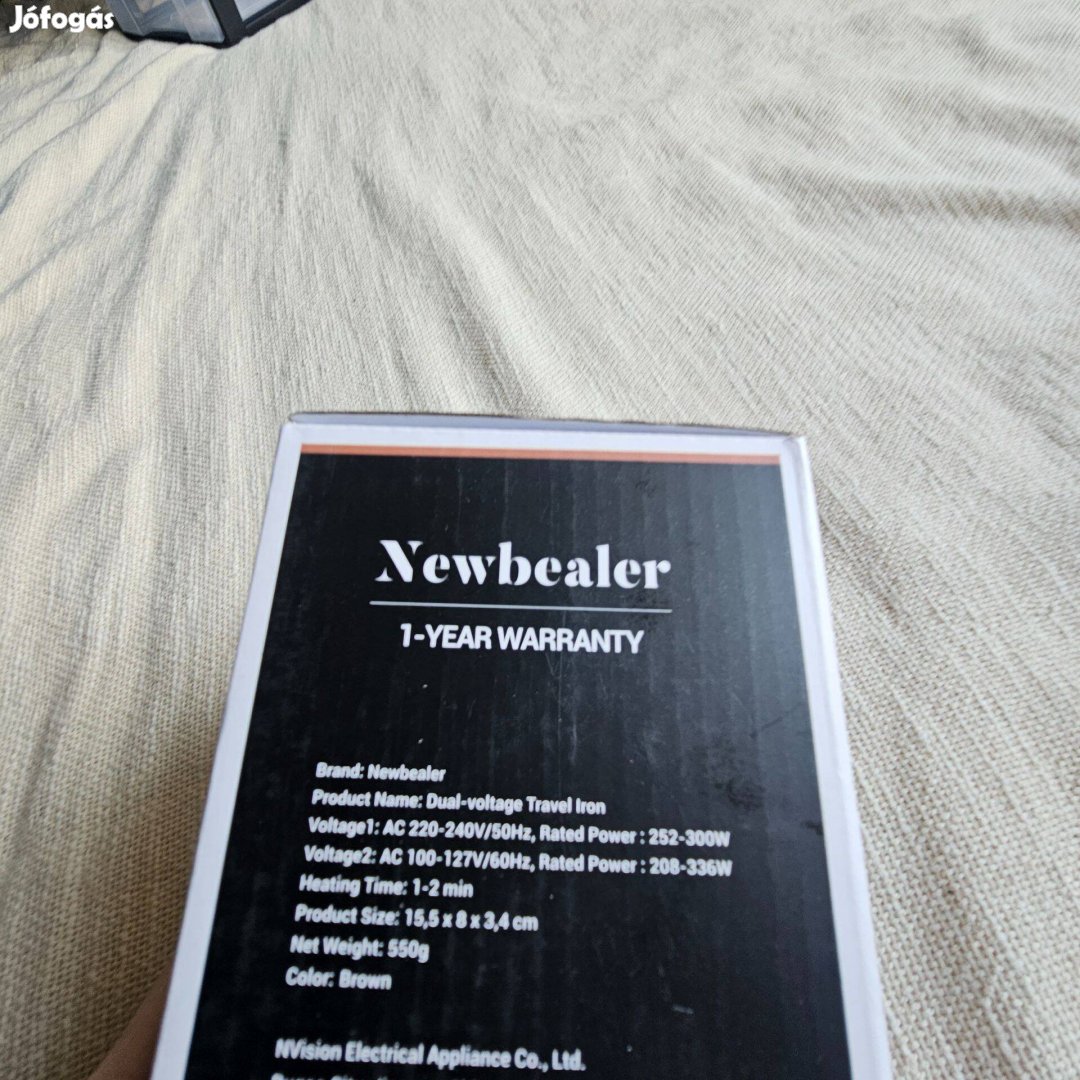 Jófogás
Newbealer
1-YEAR WARRANTY
Brand: Newbealer
Product Name: Dual-voltage Travel Iron
Voltage1: AC 220-240V/50Hz, Rated Power : 252-300W
Voltage2: AC 100-127V/60Hz, Rated Power : 208-336W
Heating Time: 1-2 min
Product Size: 15,5 x 8 x 3,4 cm
Net Weight: 550g
Color: Brown
NVision Electrical Appliance Co., Ltd.